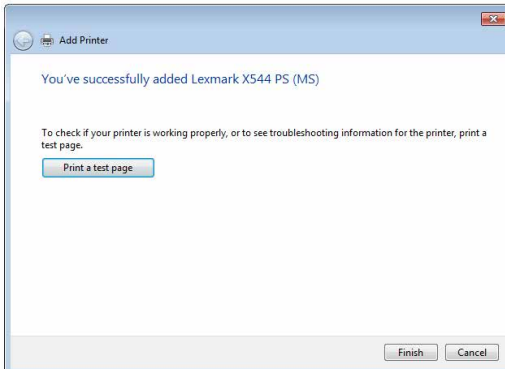 Add Printer
You've successfully added Lexmark X544 PS (MS)
To check if your printer is working properly, or to see troubleshooting information for the printer, print a
test page.
Print a test page
Finish Cancel